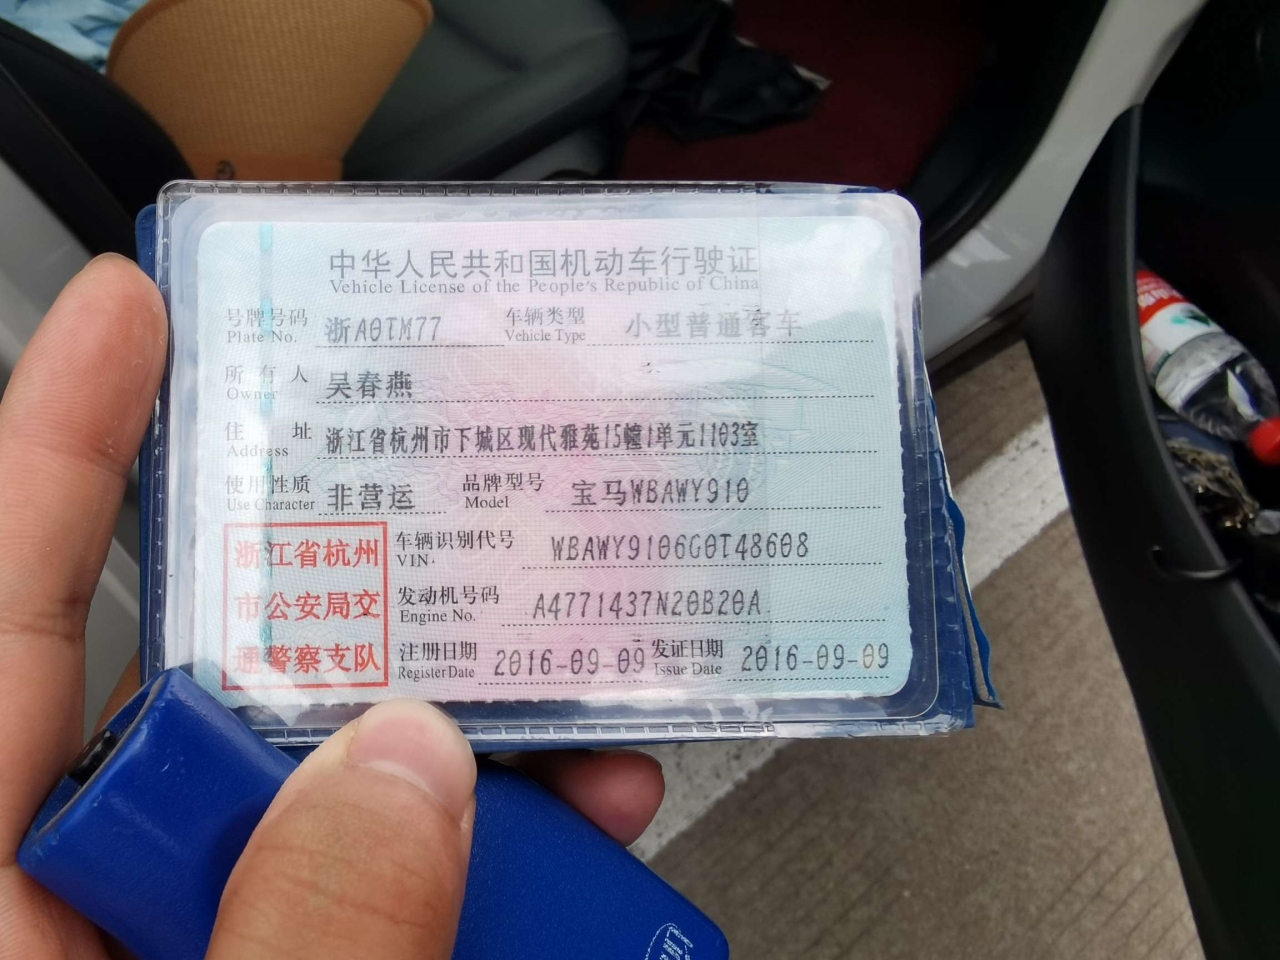 中华人民共和国机动车行驶证
Vehicle License of the People's Republic of China
号牌号码 浙A0TM77 车辆类型 小型普通客车
Plate No. Vehicle Type
所有人 吴春燕
Owner
住址 浙江省杭州市下城区现代雅苑15幢1单元1103室
Address
使用性质 非营运 品牌型号 宝马WBAWY910
Use Character Model
浙江省杭州 车辆识别代号 WBAWY9106G0T48608
VIN.
市公安局交 发动机号码 A4771437N20B20A
Engine No.
通警察支队 注册日期 2016-09-09 发证日期 2016-09-09
Register Date Issue Date